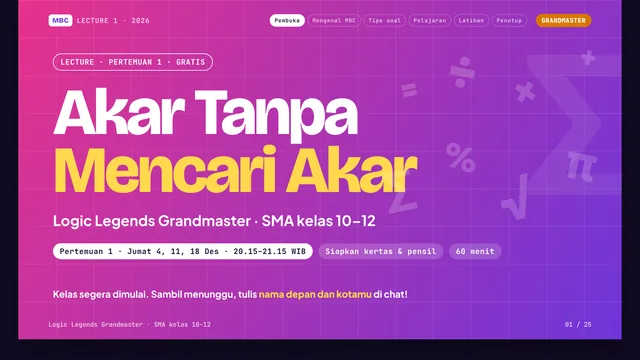 MBC LECTURE 1 · 2026
Pembuka Mengenal MBC Tipe soal Pelajaran Latihan Penutup GRANDMASTER
LECTURE · PERTEMUAN 1 · GRATIS
Akar Tanpa
Mencari Akar
Logic Legends Grandmaster · SMA kelas 10–12
Pertemuan 1 · Jumat 4, 11, 18 Des · 20.15–21.15 WIB Siapkan kertas & pensil 60 menit
Kelas segera dimulai. Sambil menunggu, tulis nama depan dan kotamu di chat!
Logic Legends Grandmaster · SMA kelas 10–12 01 / 25
= ÷ × + % √ π Σ Σ